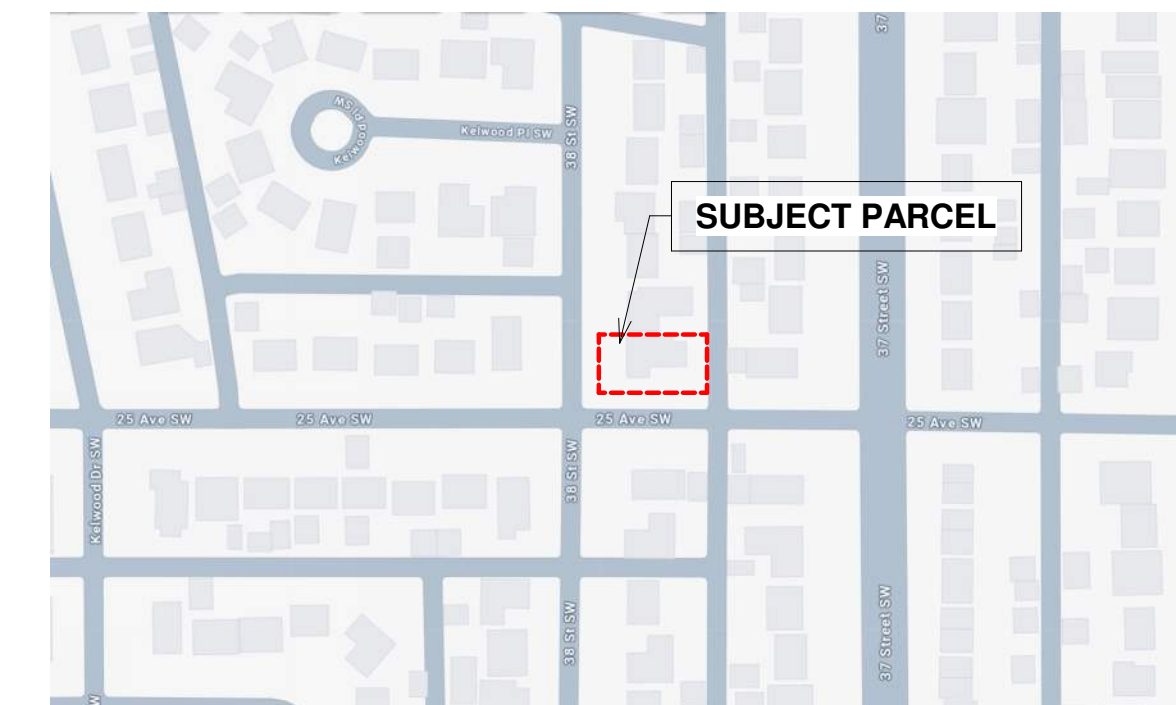 37
Kelwood Pl SW
Kelwood Pl SW
38 St SW
SUBJECT PARCEL
37 Street SW
25 Ave SW
25 Ave SW
25 Ave SW
25 Ave SW
Kelwood Dr SW
38 St SW
38 St SW
37 Street SW
W